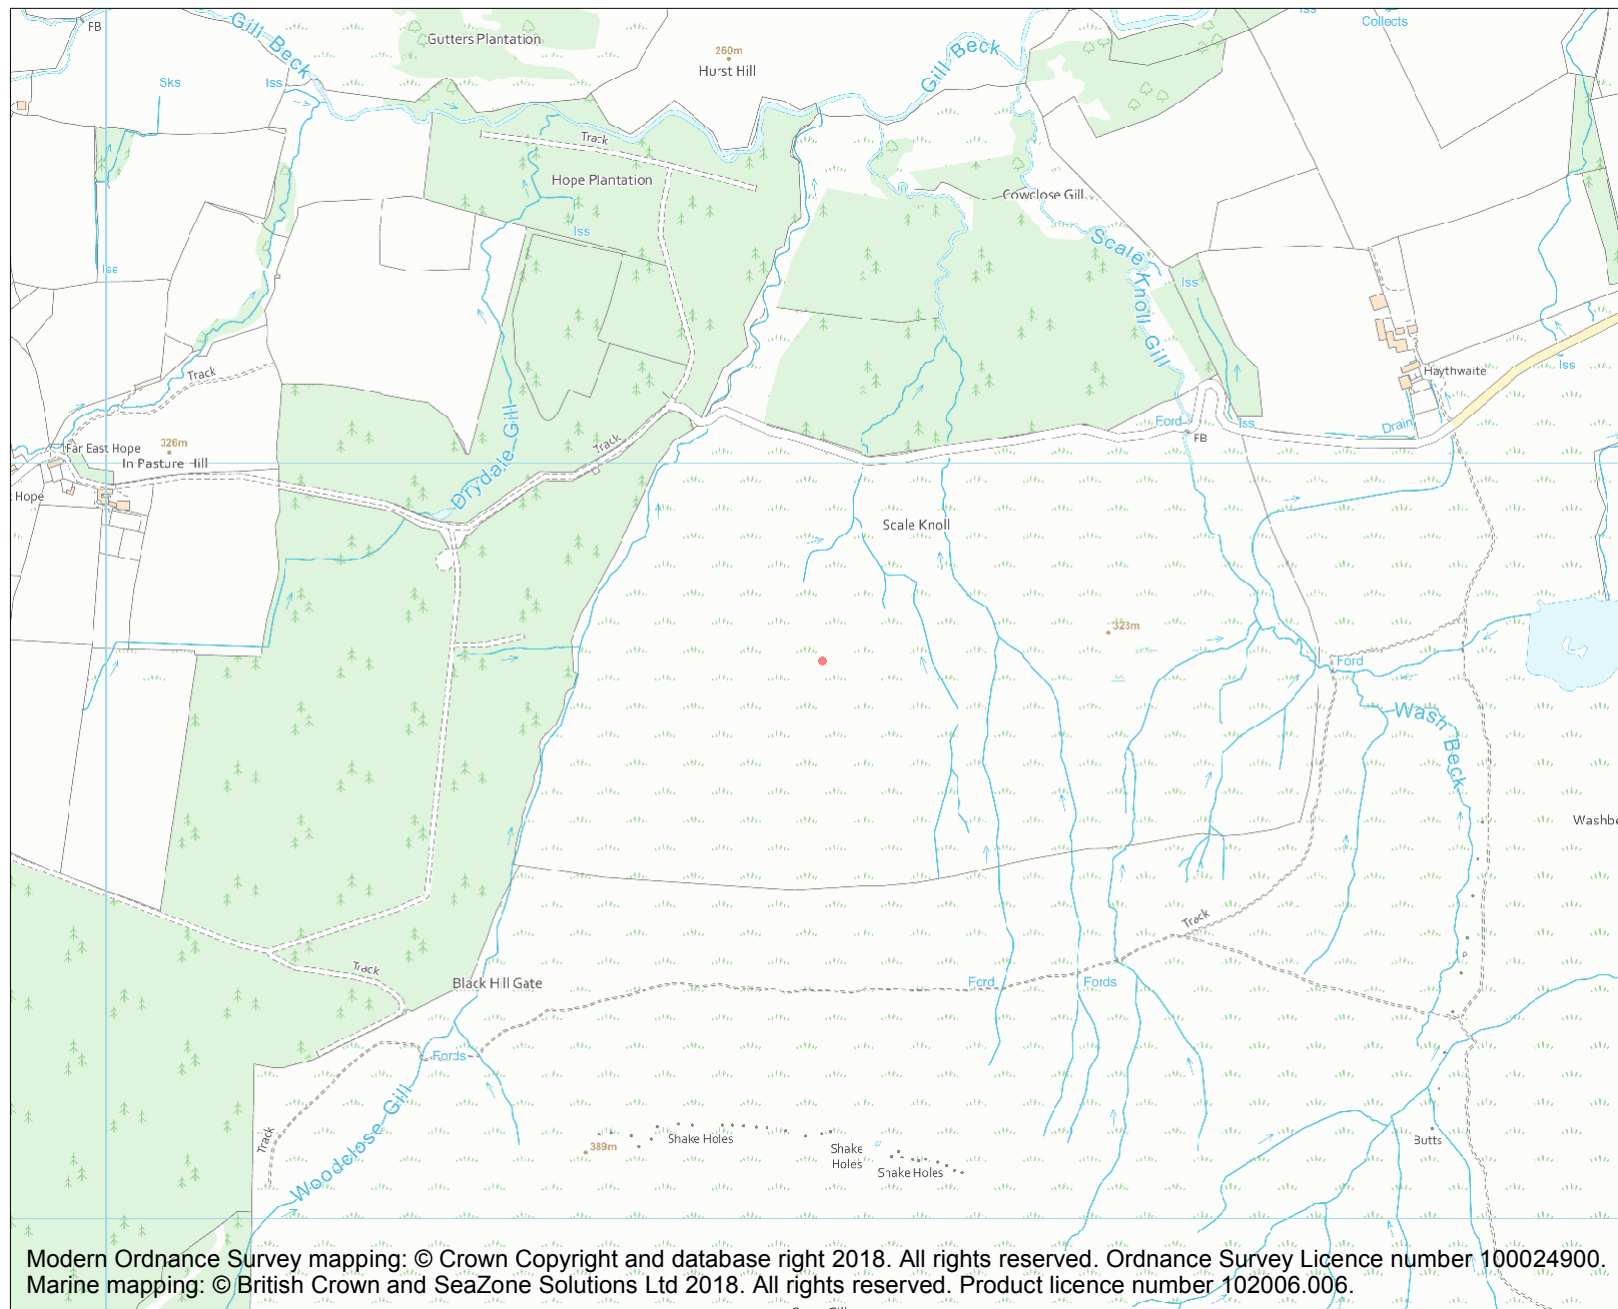 FB
Gill Beck
Gutters Plantation
260m
Hurst Hill
Gill Beck
Iss
Collects
Sks
Iss
Track
Hope Plantation
Cowclose Gill
Iss
Scale Knoll Gill
Iss
Iss
Track
Haythwaite
Iss
Drydale Gill
Ford
Iss
Drain
FB
326m
Far East Hope
In Pasture Hill
Track
Hope
Scale Knoll
323m
Ford
Wash Beck
Track
Track
Black Hill Gate
Ford
Fords
Fords
Woodclose Gill
Track
389m
Shake Holes
Shake
Holes
Shake Holes
Butts
Modern Ordnance Survey mapping: © Crown Copyright and database right 2018. All rights reserved. Ordnance Survey Licence number 100024900.
Marine mapping: © British Crown and SeaZone Solutions Ltd 2018. All rights reserved. Product licence number 102006.006.